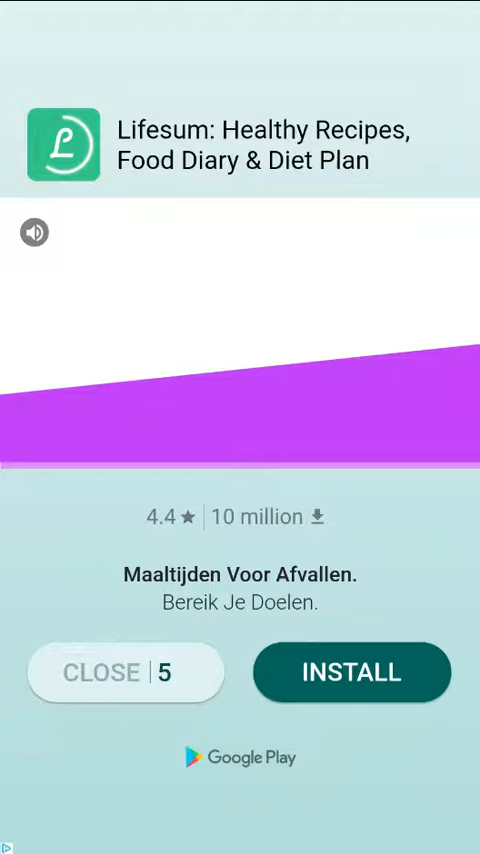 Lifesum: Healthy Recipes,
Food Diary & Diet Plan
4.4 ★ | 10 million
Maaltijden Voor Afvallen.
Bereik Je Doelen.
CLOSE | 5
INSTALL
Google Play